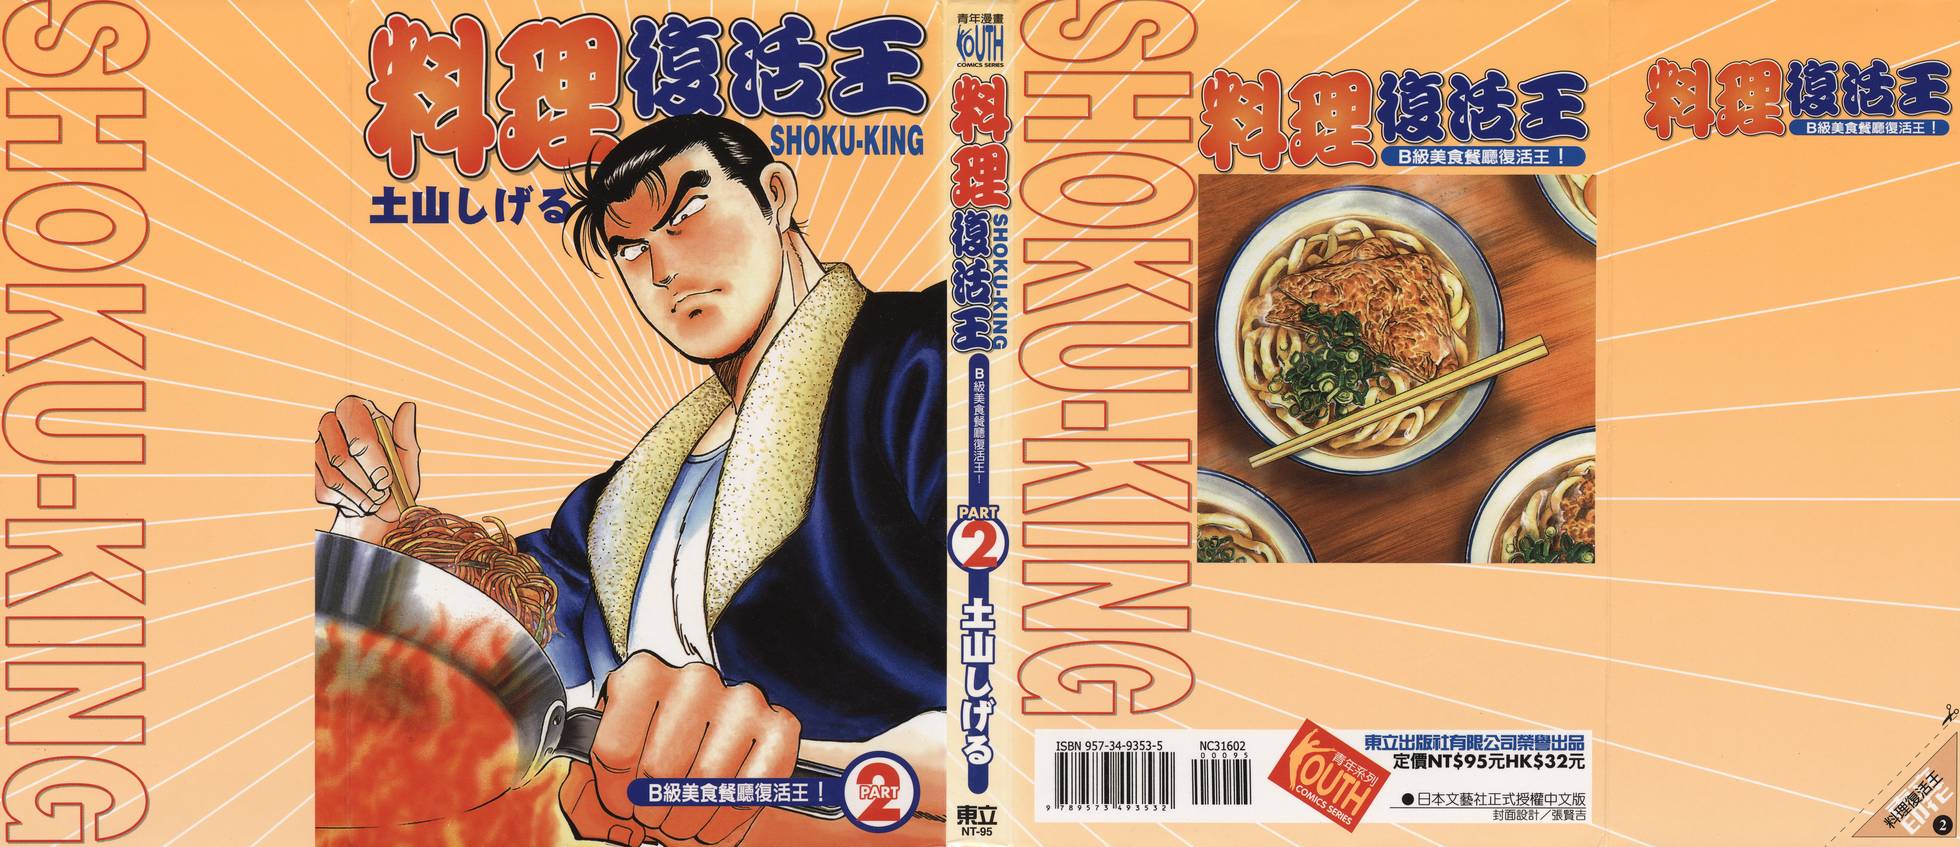 SHOKU-KING
料理復活王
SHOKU-KING
土山しげる
B級美食餐廳復活王！
PART
2
青年漫畫
YOUTH
COMICS SERIES
料理復活王
SHOKU-KING
B級美食餐廳復活王！
PART
2
土山しげる
東立
NT-95
SHOKU-KING
料理復活王
B級美食餐廳復活王！
ISBN 957-34-9353-5
9 789573 493532
NC31602
00095
青年系列
YOUTH
COMICS SERIES
東立出版社有限公司榮譽出品
定價NT$95元HK$32元
●日本文藝社正式授權中文版
封面設計／張賢吉
料理復活王
B級美食餐廳復活王！
料理復活王
2